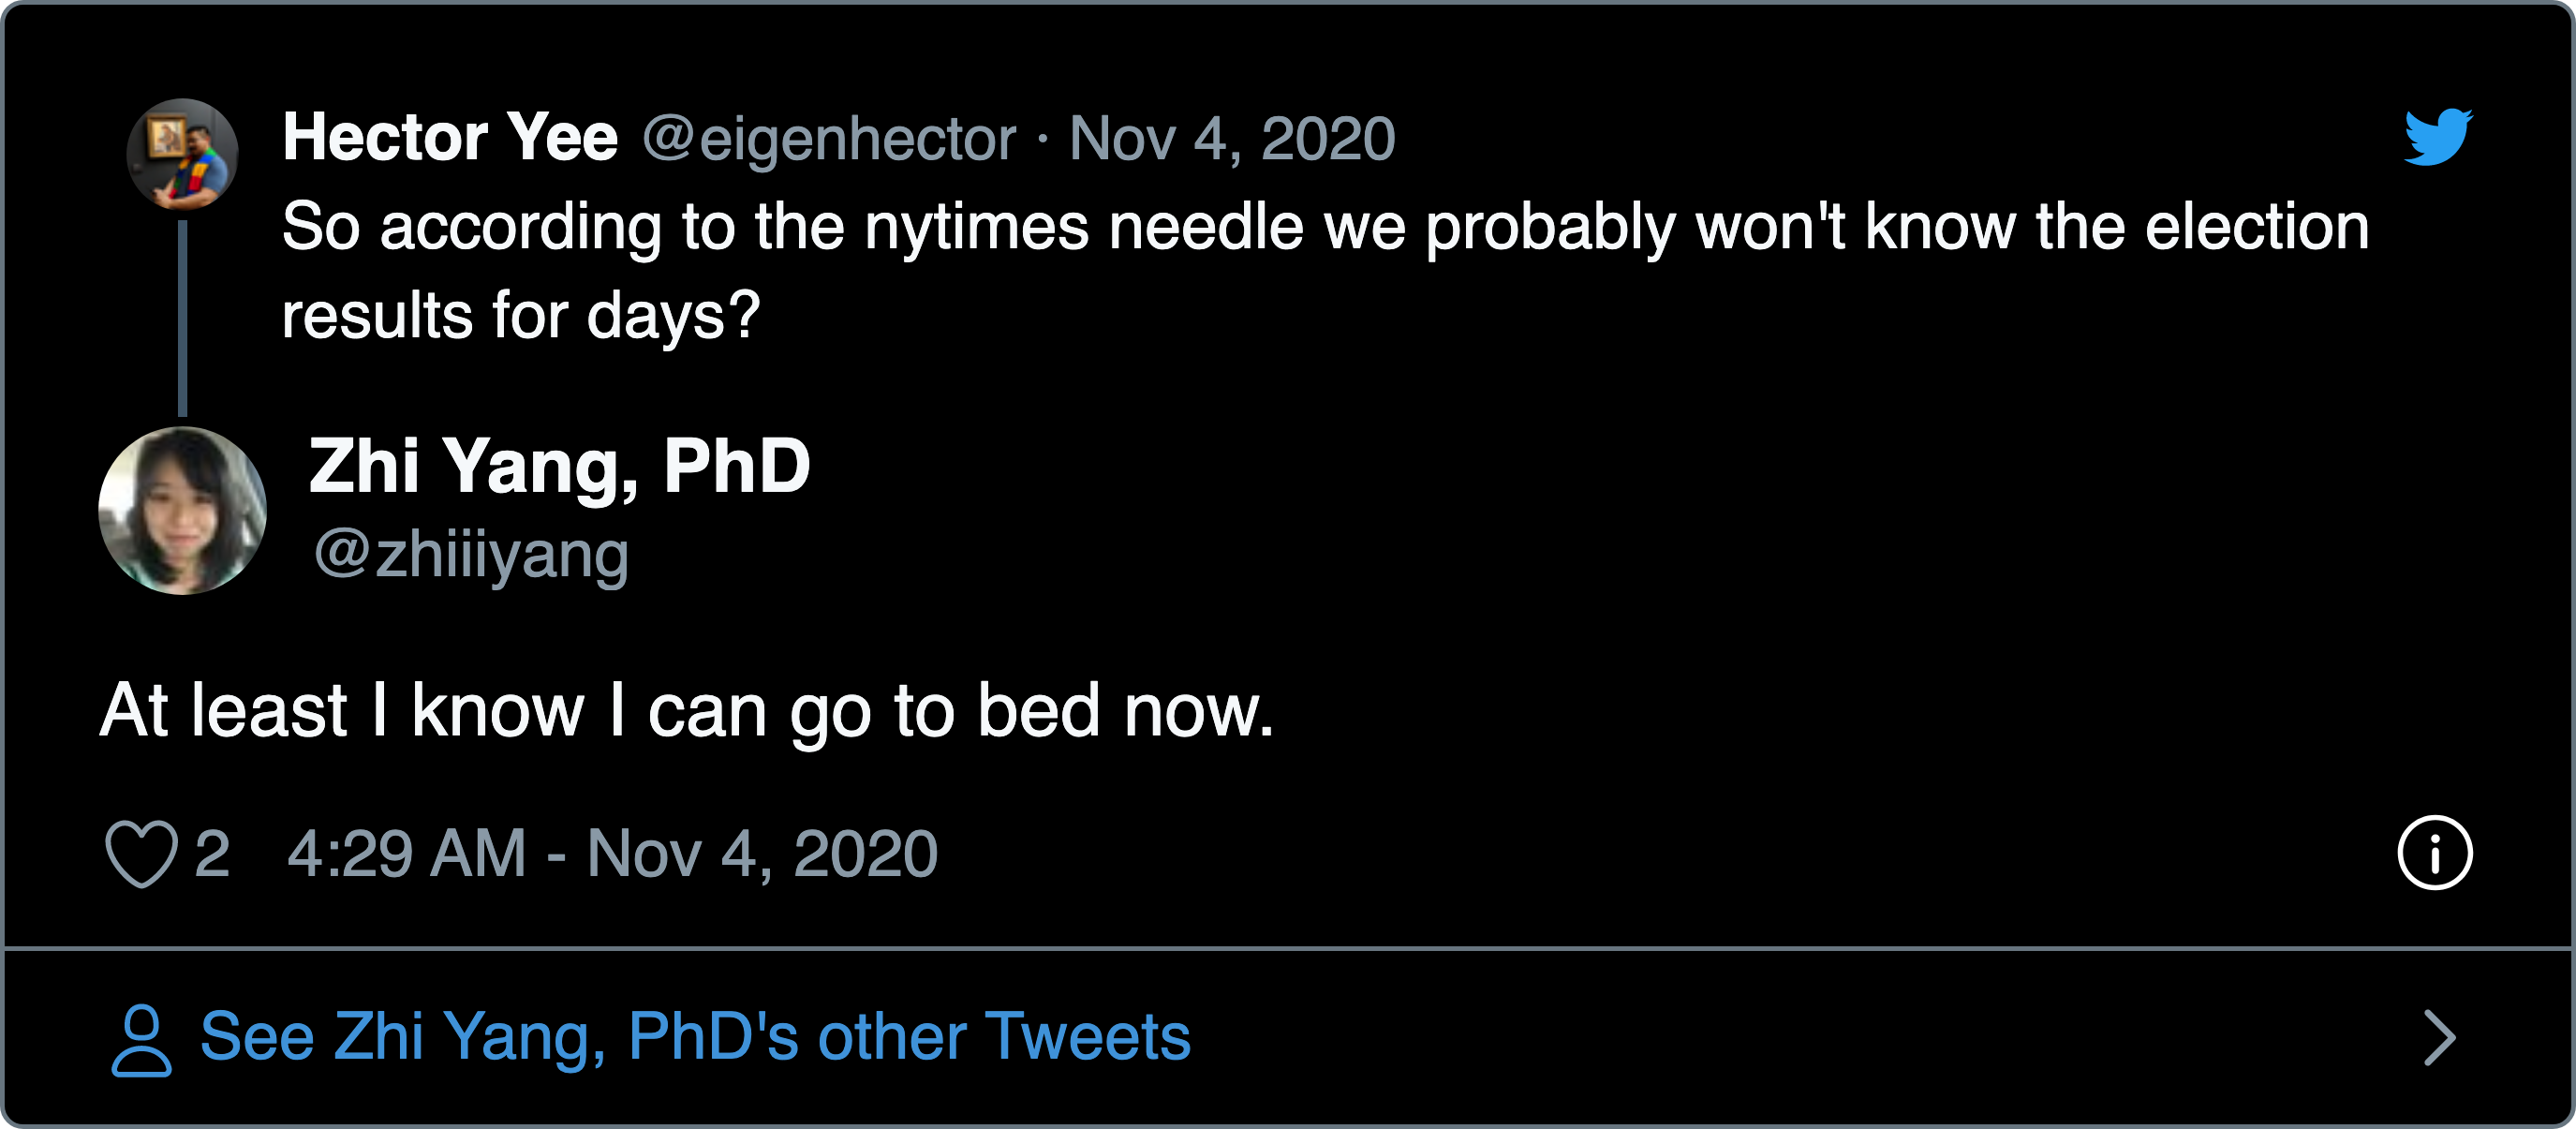 Hector Yee @eigenhector · Nov 4, 2020
So according to the nytimes needle we probably won't know the election
results for days?
Zhi Yang, PhD
@zhiiiyang
At least I know I can go to bed now.
2 4:29 AM - Nov 4, 2020
See Zhi Yang, PhD's other Tweets